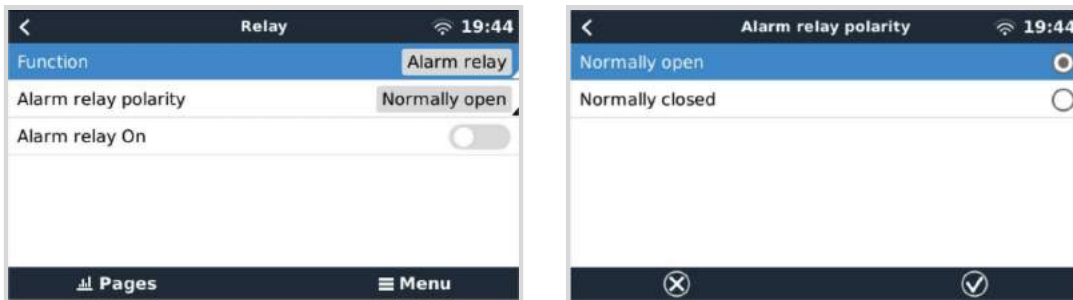 Relay 19:44
Function Alarm relay
Alarm relay polarity Normally open
Alarm relay On
Pages Menu
Alarm relay polarity 19:44
Normally open
Normally closed